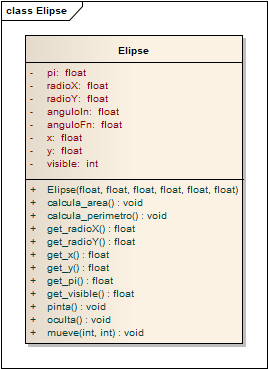 class Elipse
Elipse
- pi: float
- radioX: float
- radioY: float
- anguloIn: float
- anguloFn: float
- x: float
- y: float
- visible: int
+ Elipse(float, float, float, float, float, float)
+ calcula_area() : void
+ calcula_perimetro() : void
+ get_radioX() : float
+ get_radioY() : float
+ get_x() : float
+ get_y() : float
+ get_pi() : float
+ get_visible() : float
+ pinta() : void
+ oculta() : void
+ mueve(int, int) : void